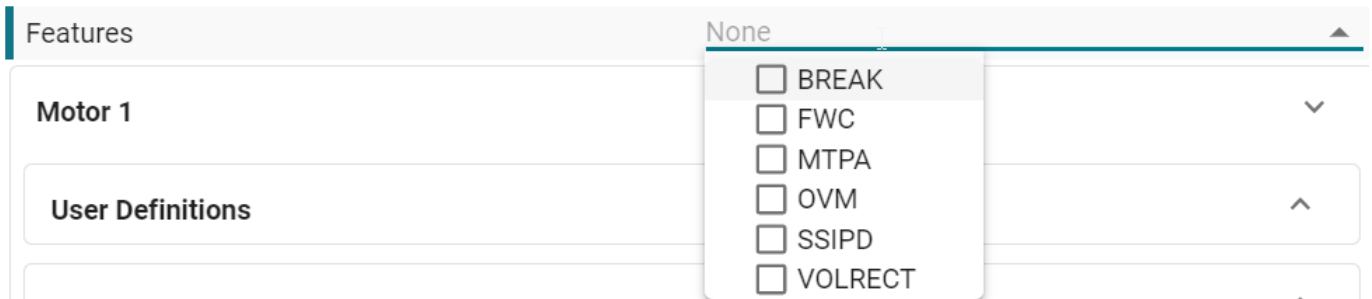 Features None
BREAK
Motor 1
FWC
MTPA
OVM
User Definitions
SSIPD
VOLRECT